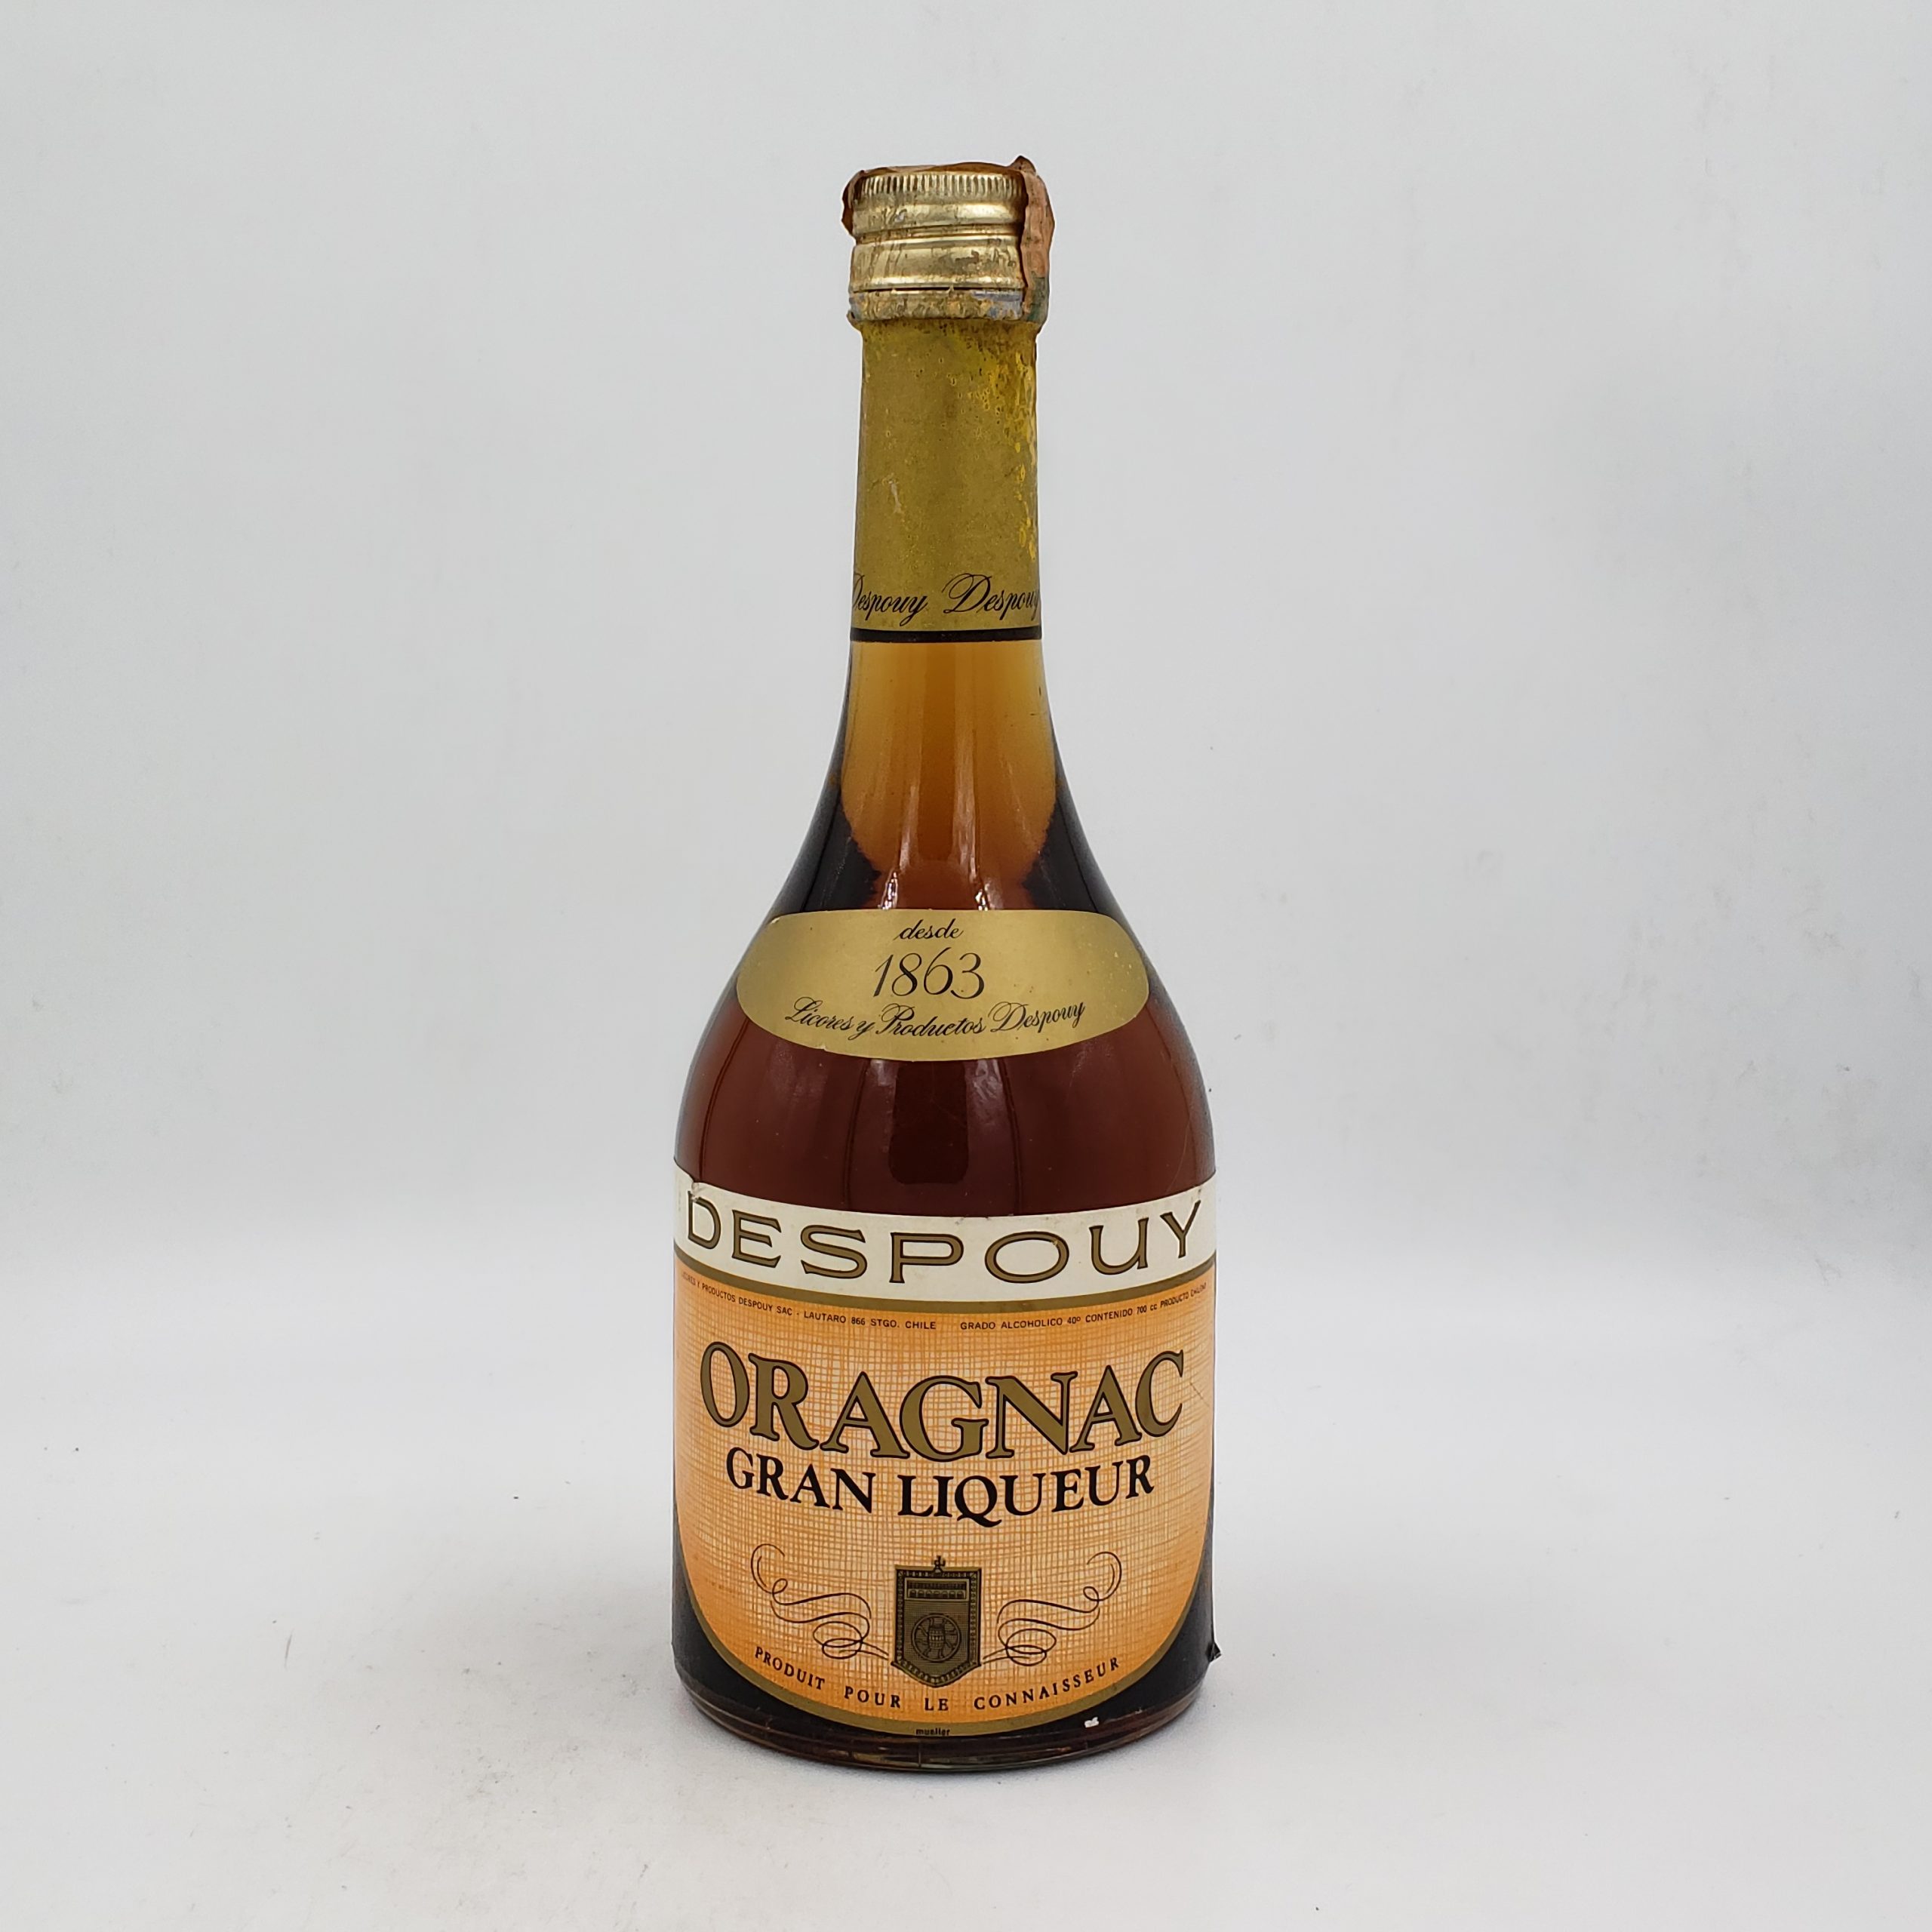 Despouy Despouy
desde
1863
Licores y Productos Despouy
DESPOUY
LICORES Y PRODUCTOS DESPOUY SAC - LAUTARO 866 STGO. CHILE GRADO ALCOHOLICO 40º CONTENIDO 700 cc PRODUCTO CHILENO
ORAGNAC
GRAN LIQUEUR
PRODUIT POUR LE CONNAISSEUR
mueller